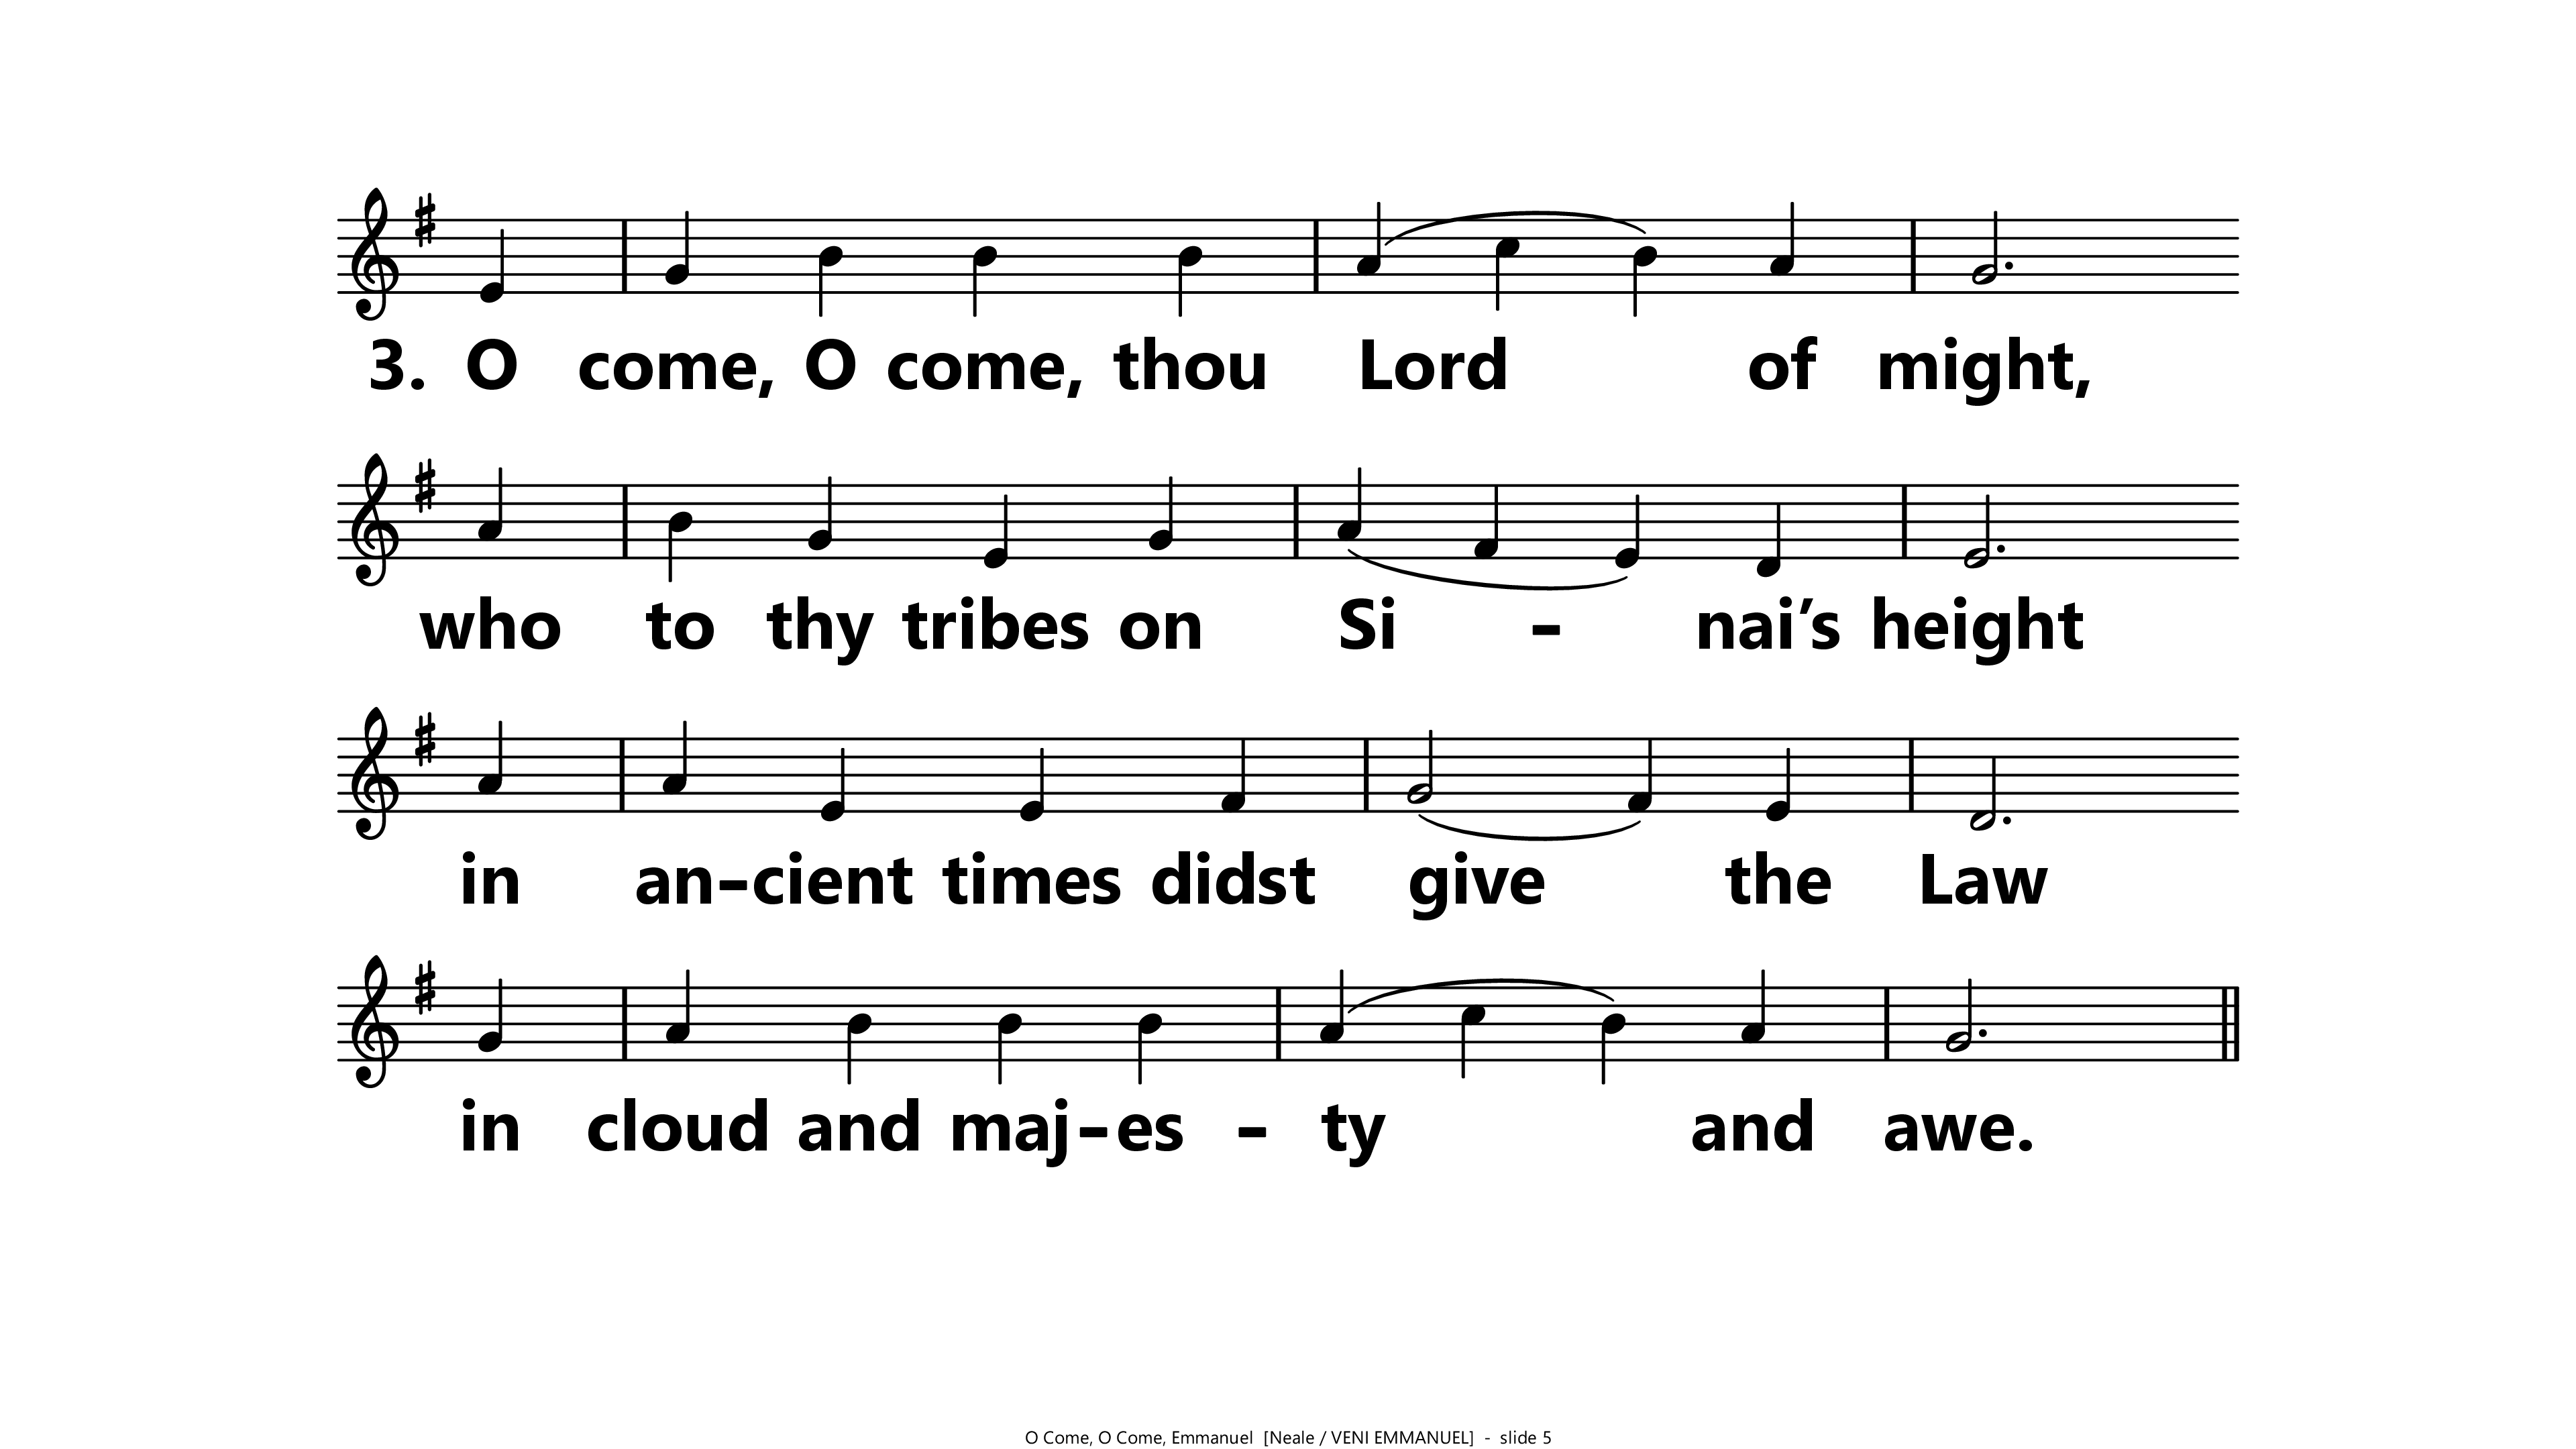 3. O come, O come, thou Lord of might,
who to thy tribes on Si - nai’s height
in an-cient times didst give the Law
in cloud and maj-es - ty and awe.
O Come, O Come, Emmanuel [Neale / VENI EMMANUEL] - slide 5